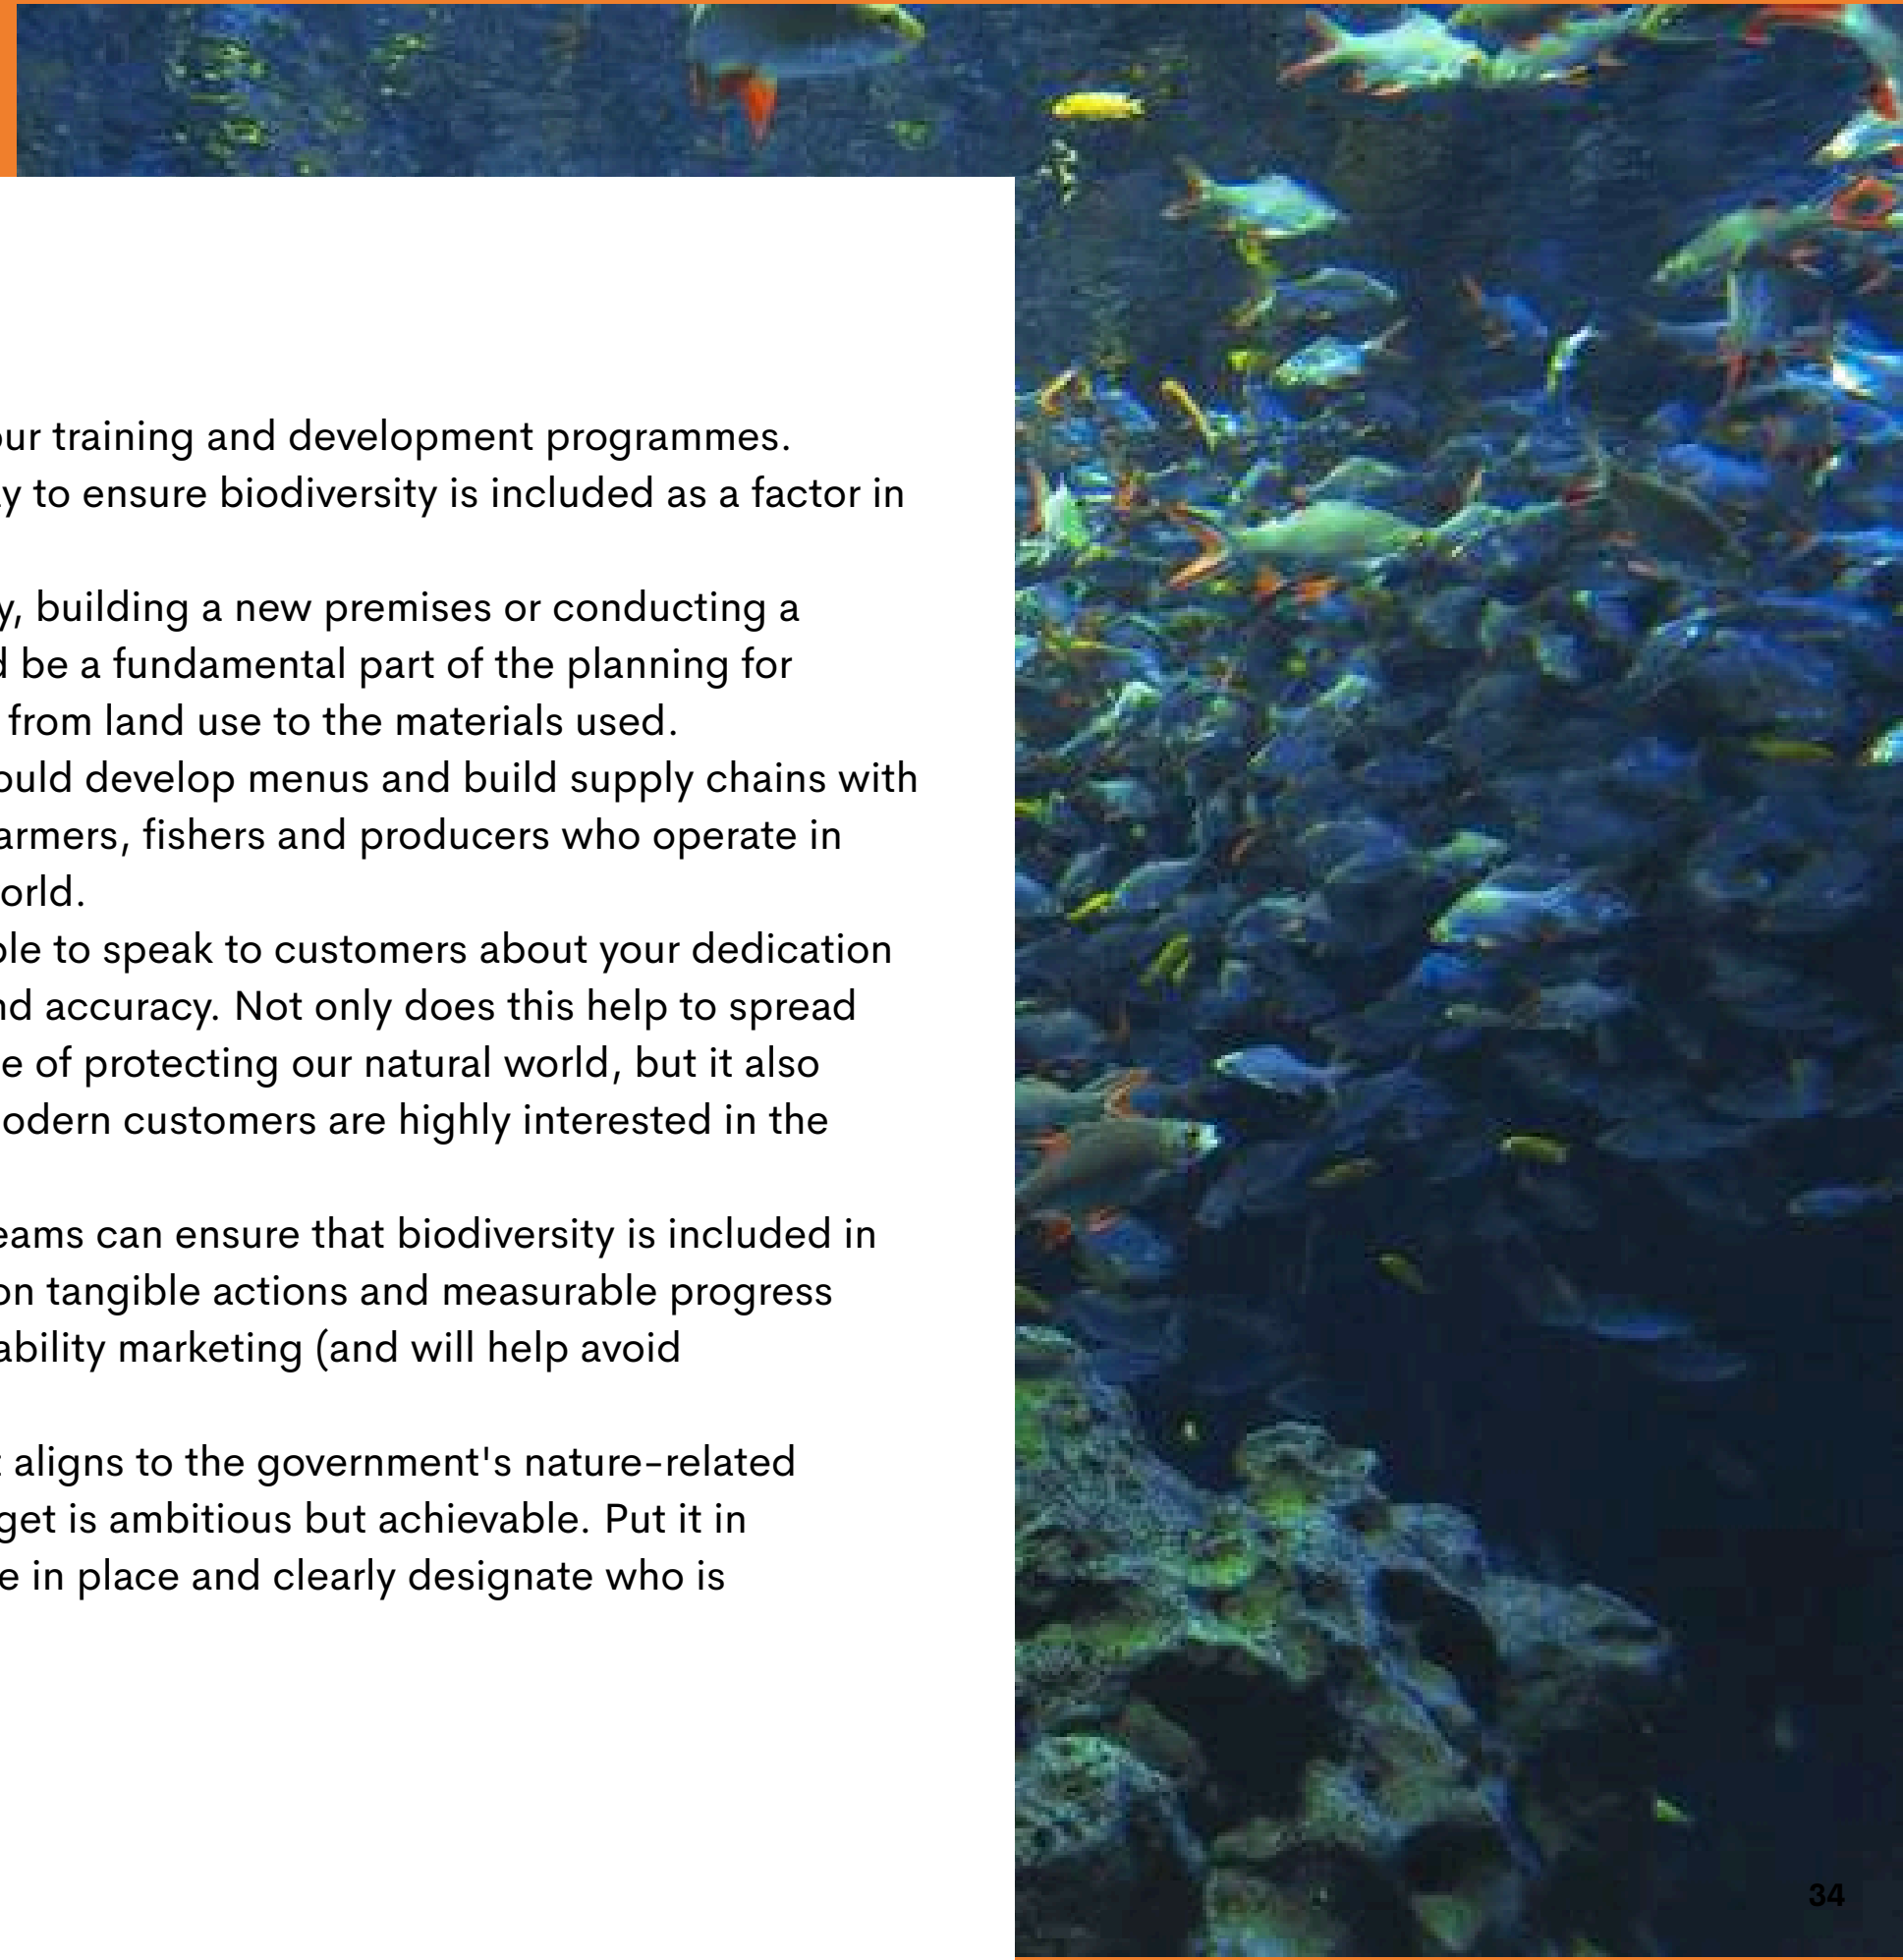 our training and development programmes.
y to ensure biodiversity is included as a factor in
y, building a new premises or conducting a
d be a fundamental part of the planning for
from land use to the materials used.
ould develop menus and build supply chains with
armers, fishers and producers who operate in
orld.
ble to speak to customers about your dedication
nd accuracy. Not only does this help to spread
e of protecting our natural world, but it also
odern customers are highly interested in the
eams can ensure that biodiversity is included in
on tangible actions and measurable progress
ability marketing (and will help avoid
t aligns to the government's nature-related
get is ambitious but achievable. Put it in
e in place and clearly designate who is
34